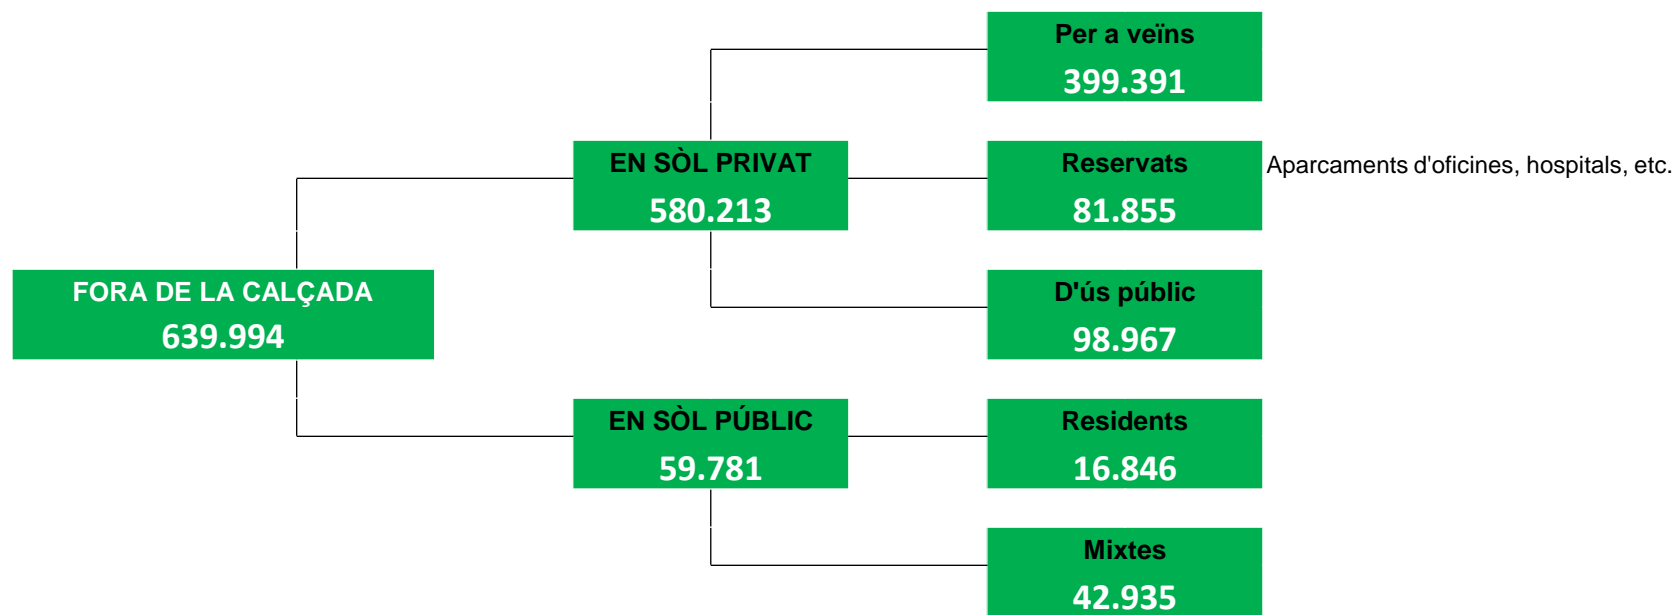 Per a veïns
399.391
EN SÒL PRIVAT
580.213
Reservats
81.855
Aparcaments d'oficines, hospitals, etc.
FORA DE LA CALÇADA
639.994
D'ús públic
98.967
EN SÒL PÚBLIC
59.781
Residents
16.846
Mixtes
42.935